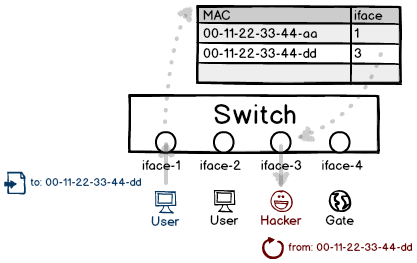 MAC iface
00-11-22-33-44-aa 1
00-11-22-33-44-dd 3
Switch
iface-1 iface-2 iface-3 iface-4
to: 00-11-22-33-44-dd
User User Hacker Gate
from: 00-11-22-33-44-dd